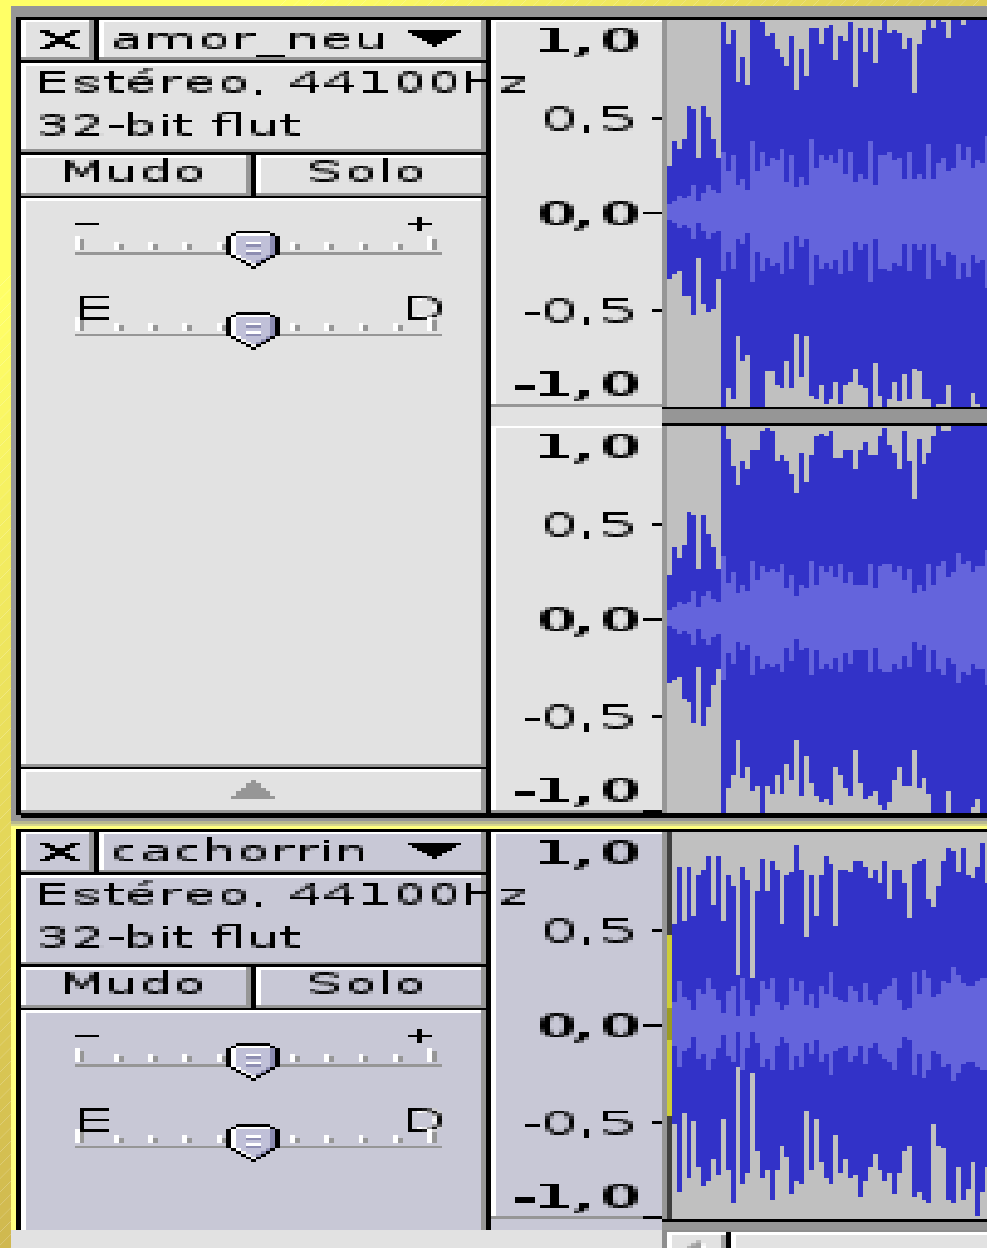 X amor_neu
Estéreo, 44100Hz
32-bit flut
Mudo Solo
- +
E D
1,0
0,5
0,0
-0,5
-1,0
1,0
0,5
0,0
-0,5
-1,0
X cachorrin
Estéreo, 44100Hz
32-bit flut
Mudo Solo
- +
E D
1,0
0,5
0,0
-0,5
-1,0